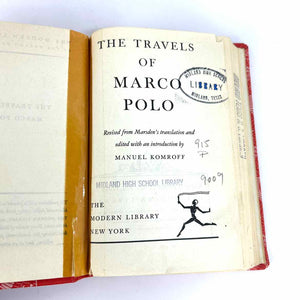 THE TRAVELS
OF
MARCO
POLO
MIDLAND HIGH SCHOOL
LIBRARY
MIDLAND, TEXAS
Revised from Marsden's translation and
edited with an introduction by
MANUEL KOMROFF
915
P
MIDLAND HIGH SCHOOL LIBRARY
9009
THE
MODERN LIBRARY
NEW YORK